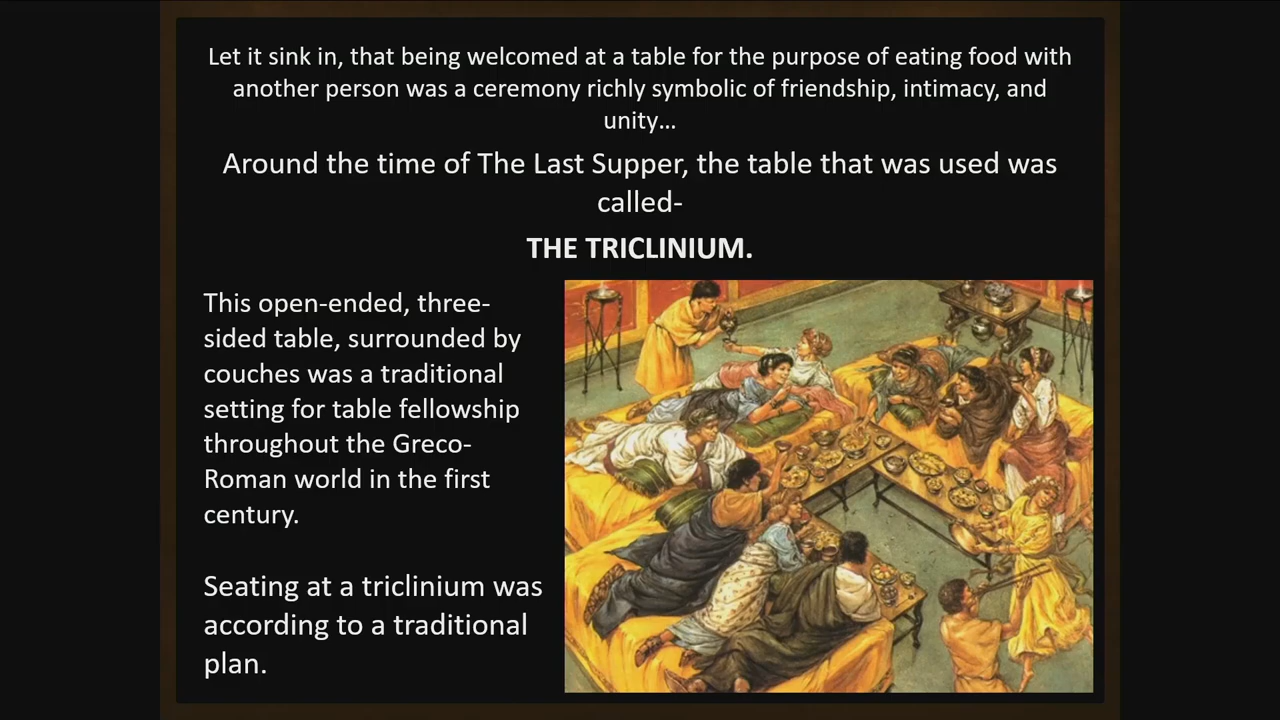 Let it sink in, that being welcomed at a table for the purpose of eating food with
another person was a ceremony richly symbolic of friendship, intimacy, and
unity…
Around the time of The Last Supper, the table that was used was
called-
THE TRICLINIUM.
This open-ended, three-
sided table, surrounded by
couches was a traditional
setting for table fellowship
throughout the Greco-
Roman world in the first
century.
Seating at a triclinium was
according to a traditional
plan.